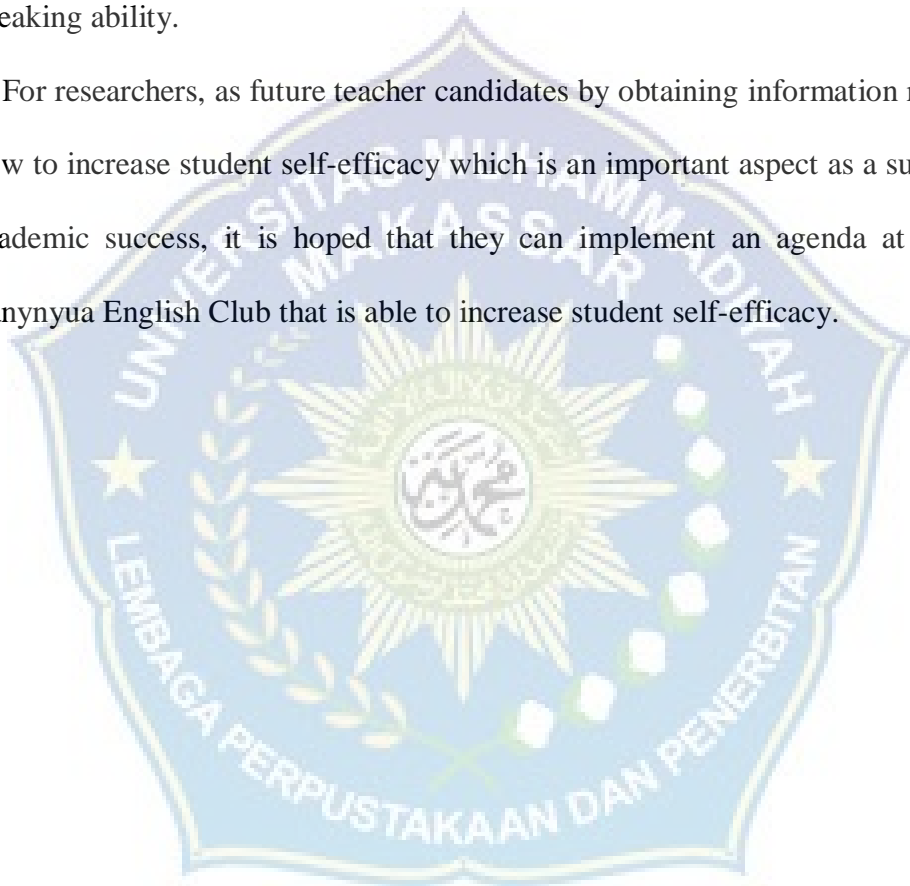 eaking ability.
For researchers, as future teacher candidates by obtaining information
w to increase student self-efficacy which is an important aspect as a su
ademic success, it is hoped that they can implement an agenda at
nynyua English Club that is able to increase student self-efficacy.
UNIVERSITAS MUHAMMADIYAH
MAKASSAR
LEMBAGA PERPUSTAKAAN DAN PENERBITAN